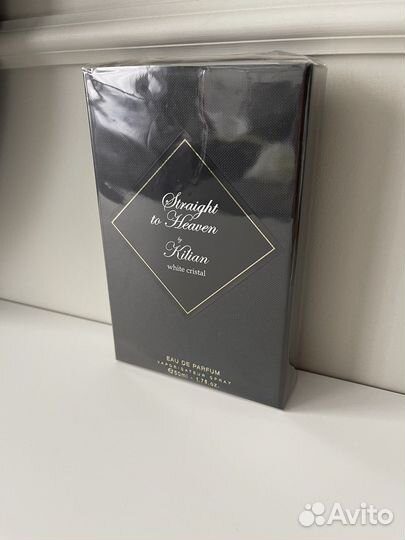 Straight
to Heaven
by
Kilian
white cristal
EAU DE PARFUM
VAPORISATEUR SPRAY
℮50ml - 1.7fl.oz.
Avito